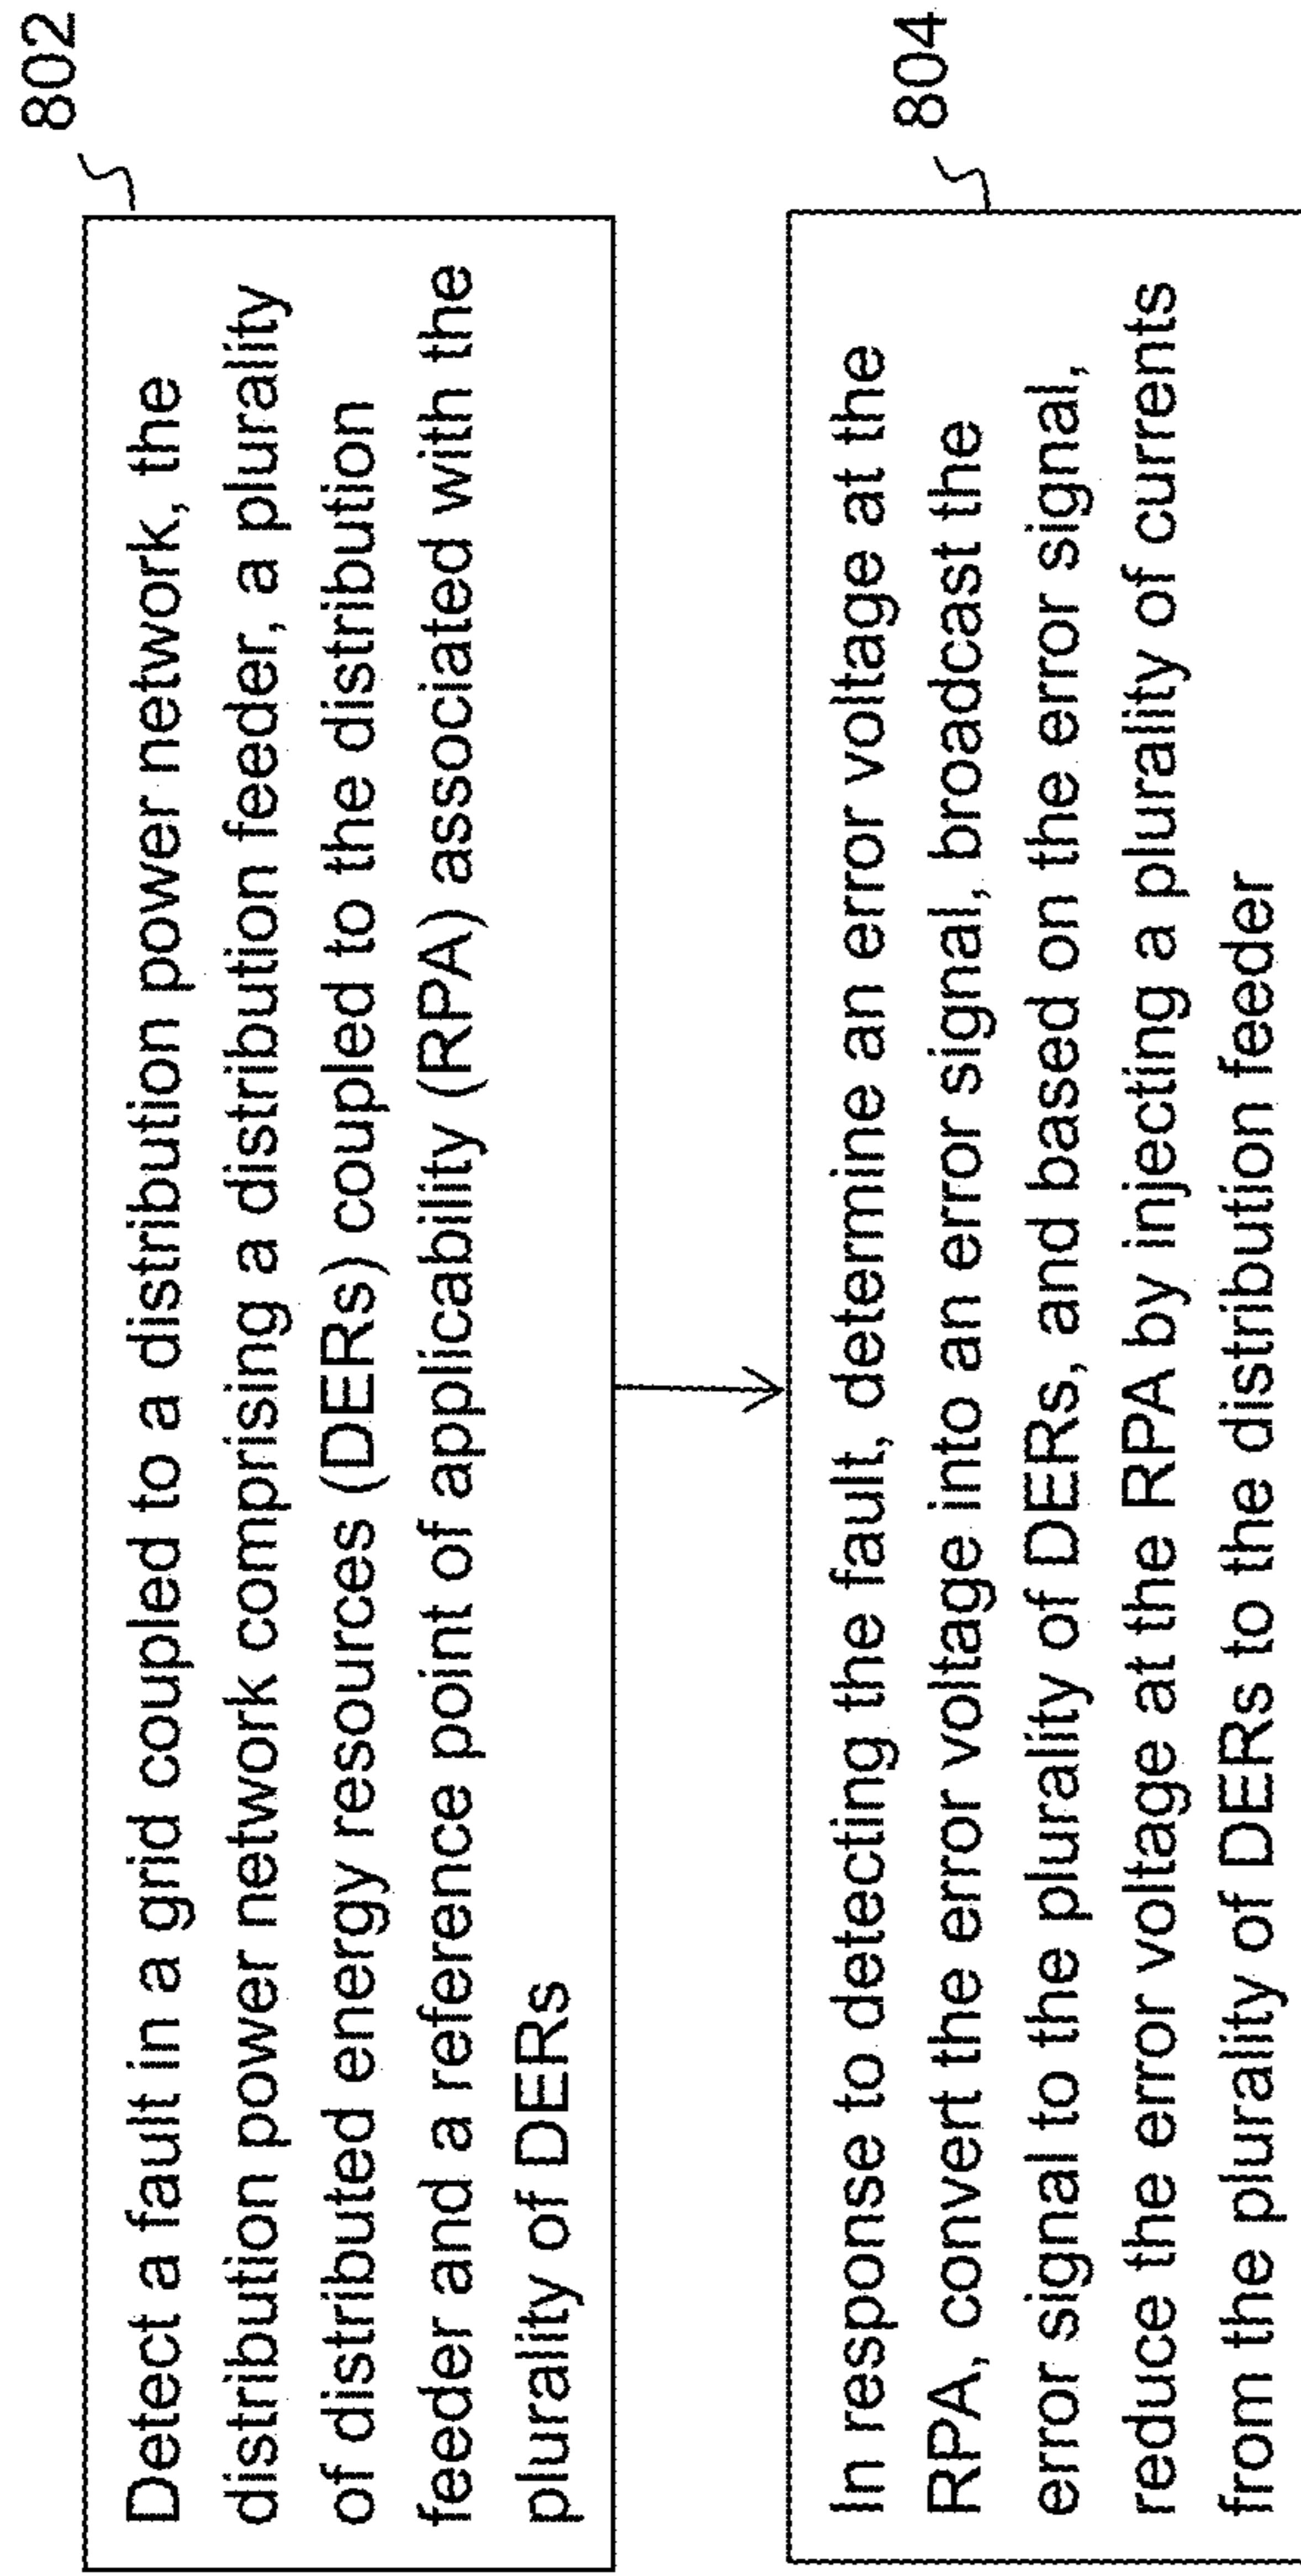 802
Detect a fault in a grid coupled to a distribution power network, the
distribution power network comprising a distribution feeder, a plurality
of distributed energy resources (DERs) coupled to the distribution
feeder and a reference point of applicability (RPA) associated with the
plurality of DERs
804
In response to detecting the fault, determine an error voltage at the
RPA, convert the error voltage into an error signal, broadcast the
error signal to the plurality of DERs, and based on the error signal,
reduce the error voltage at the RPA by injecting a plurality of currents
from the plurality of DERs to the distribution feeder